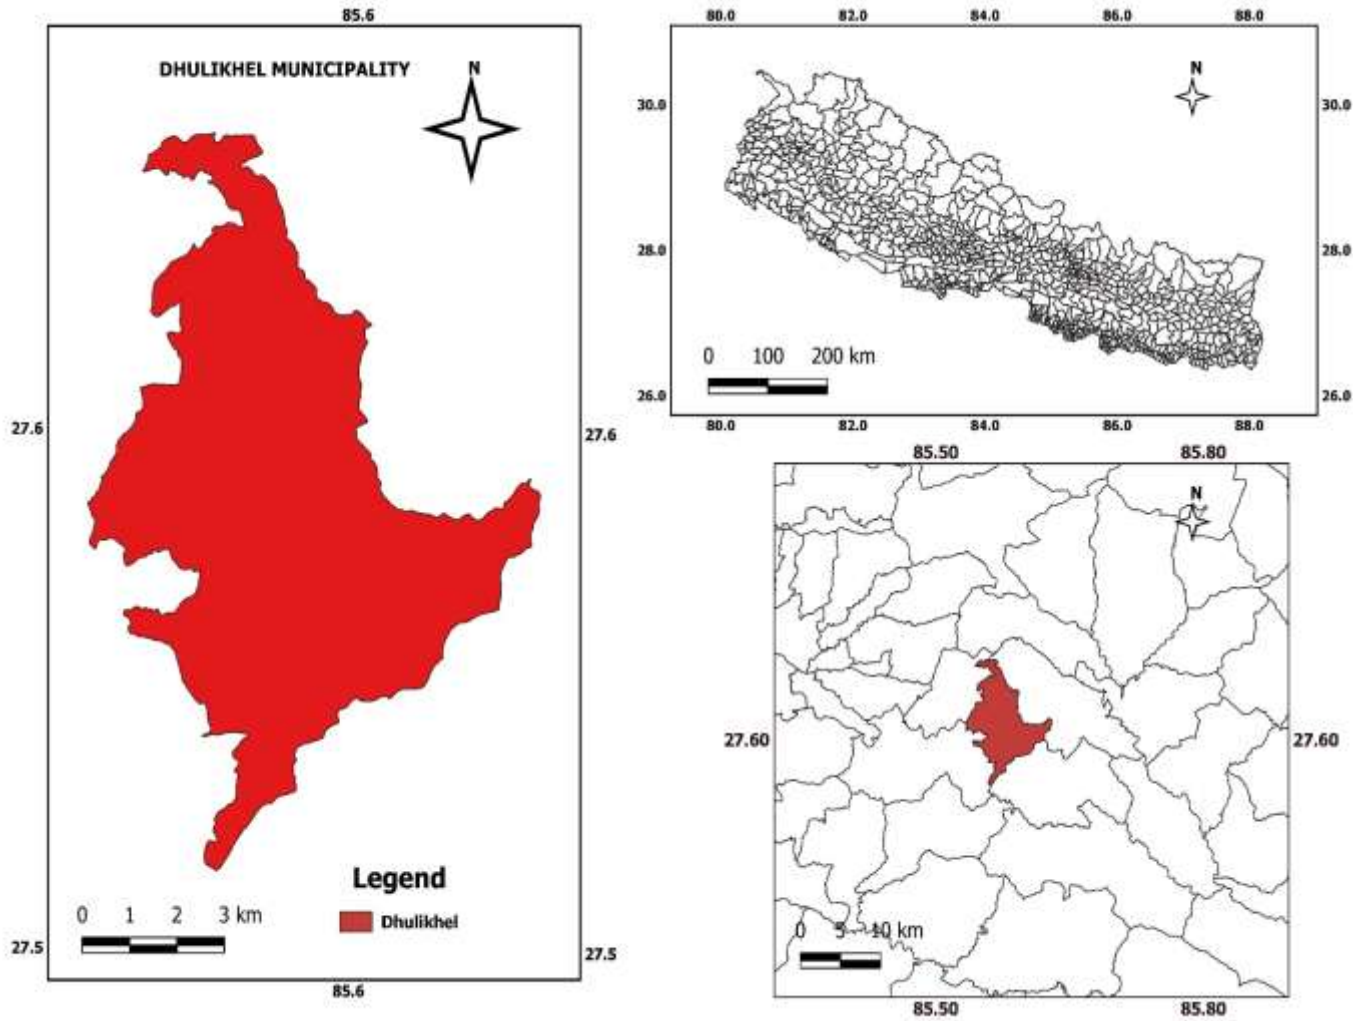 85.6
DHULIKHEL MUNICIPALITY
N
27.6
27.6
Legend
Dhulikhel
0 1 2 3 km
27.5
27.5
85.6
80.0 82.0 84.0 86.0 88.0
N
30.0
30.0
28.0
28.0
0 100 200 km
26.0
26.0
80.0 82.0 84.0 86.0 88.0
85.50 85.80
N
27.60
27.60
0 5 10 km
85.50 85.80